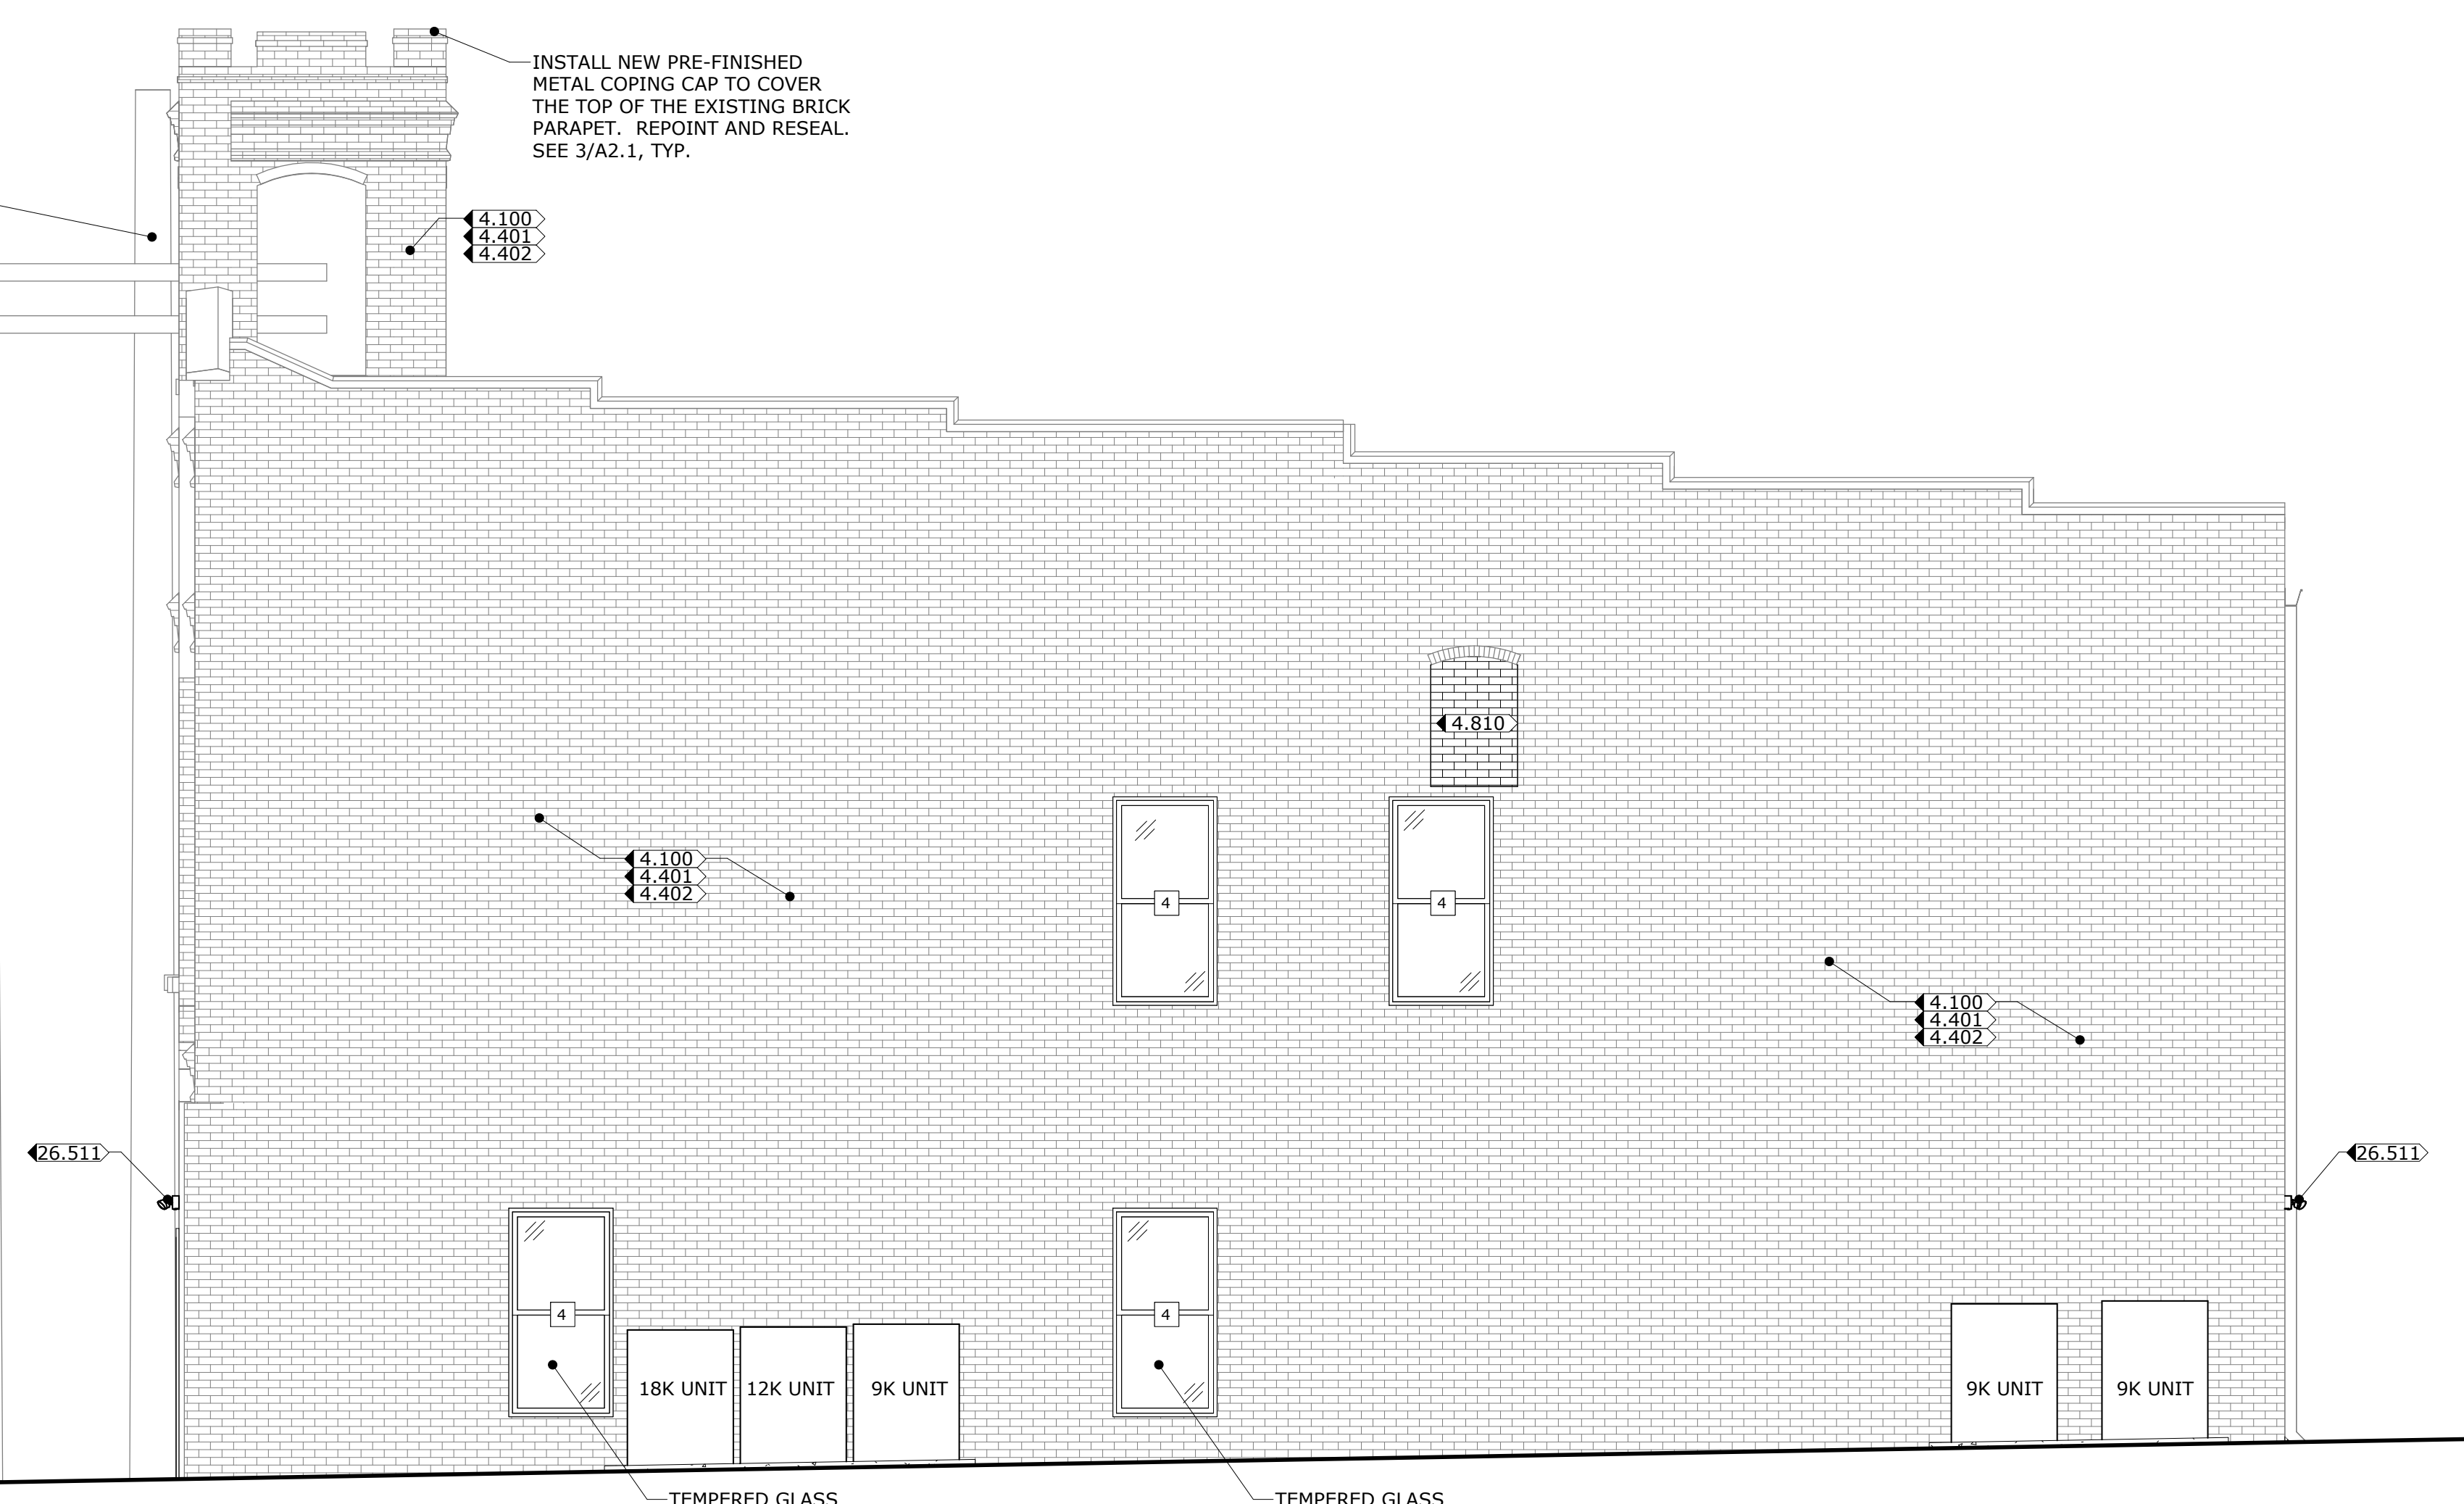 INSTALL NEW PRE-FINISHED
METAL COPING CAP TO COVER
THE TOP OF THE EXISTING BRICK
PARAPET.  REPOINT AND RESEAL.
SEE 3/A2.1, TYP.
4.100
4.401
4.402
4.810
4.100
4.401
4.402
4
4
4.100
4.401
4.402
26.511
26.511
4
4
18K UNIT
12K UNIT
9K UNIT
9K UNIT
9K UNIT
TEMPERED GLASS
TEMPERED GLASS